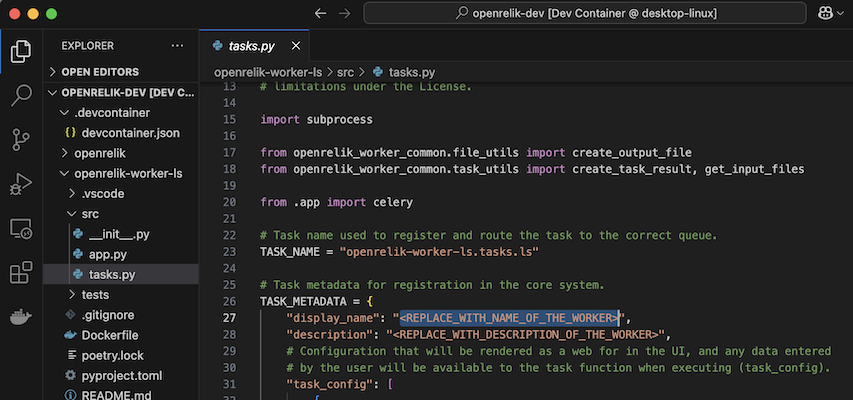 openrelik-dev [Dev Container @ desktop-linux]
EXPLORER
OPEN EDITORS
OPENRELIK-DEV [DEV C...
.devcontainer
devcontainer.json
openrelik
openrelik-worker-ls
.vscode
src
__init__.py
app.py
tasks.py
tests
.gitignore
Dockerfile
poetry.lock
pyproject.toml
README.md
tasks.py
openrelik-worker-ls > src > tasks.py
13 # limitations under the License.
14
15 import subprocess
16
17 from openrelik_worker_common.file_utils import create_output_file
18 from openrelik_worker_common.task_utils import create_task_result, get_input_files
19
20 from .app import celery
21
22 # Task name used to register and route the task to the correct queue.
23 TASK_NAME = "openrelik-worker-ls.tasks.ls"
24
25 # Task metadata for registration in the core system.
26 TASK_METADATA = {
27 "display_name": "<REPLACE_WITH_NAME_OF_THE_WORKER>",
28 "description": "<REPLACE_WITH_DESCRIPTION_OF_THE_WORKER>",
29 # Configuration that will be rendered as a web for in the UI, and any data entered
30 # by the user will be available to the task function when executing (task_config).
31 "task_config": [